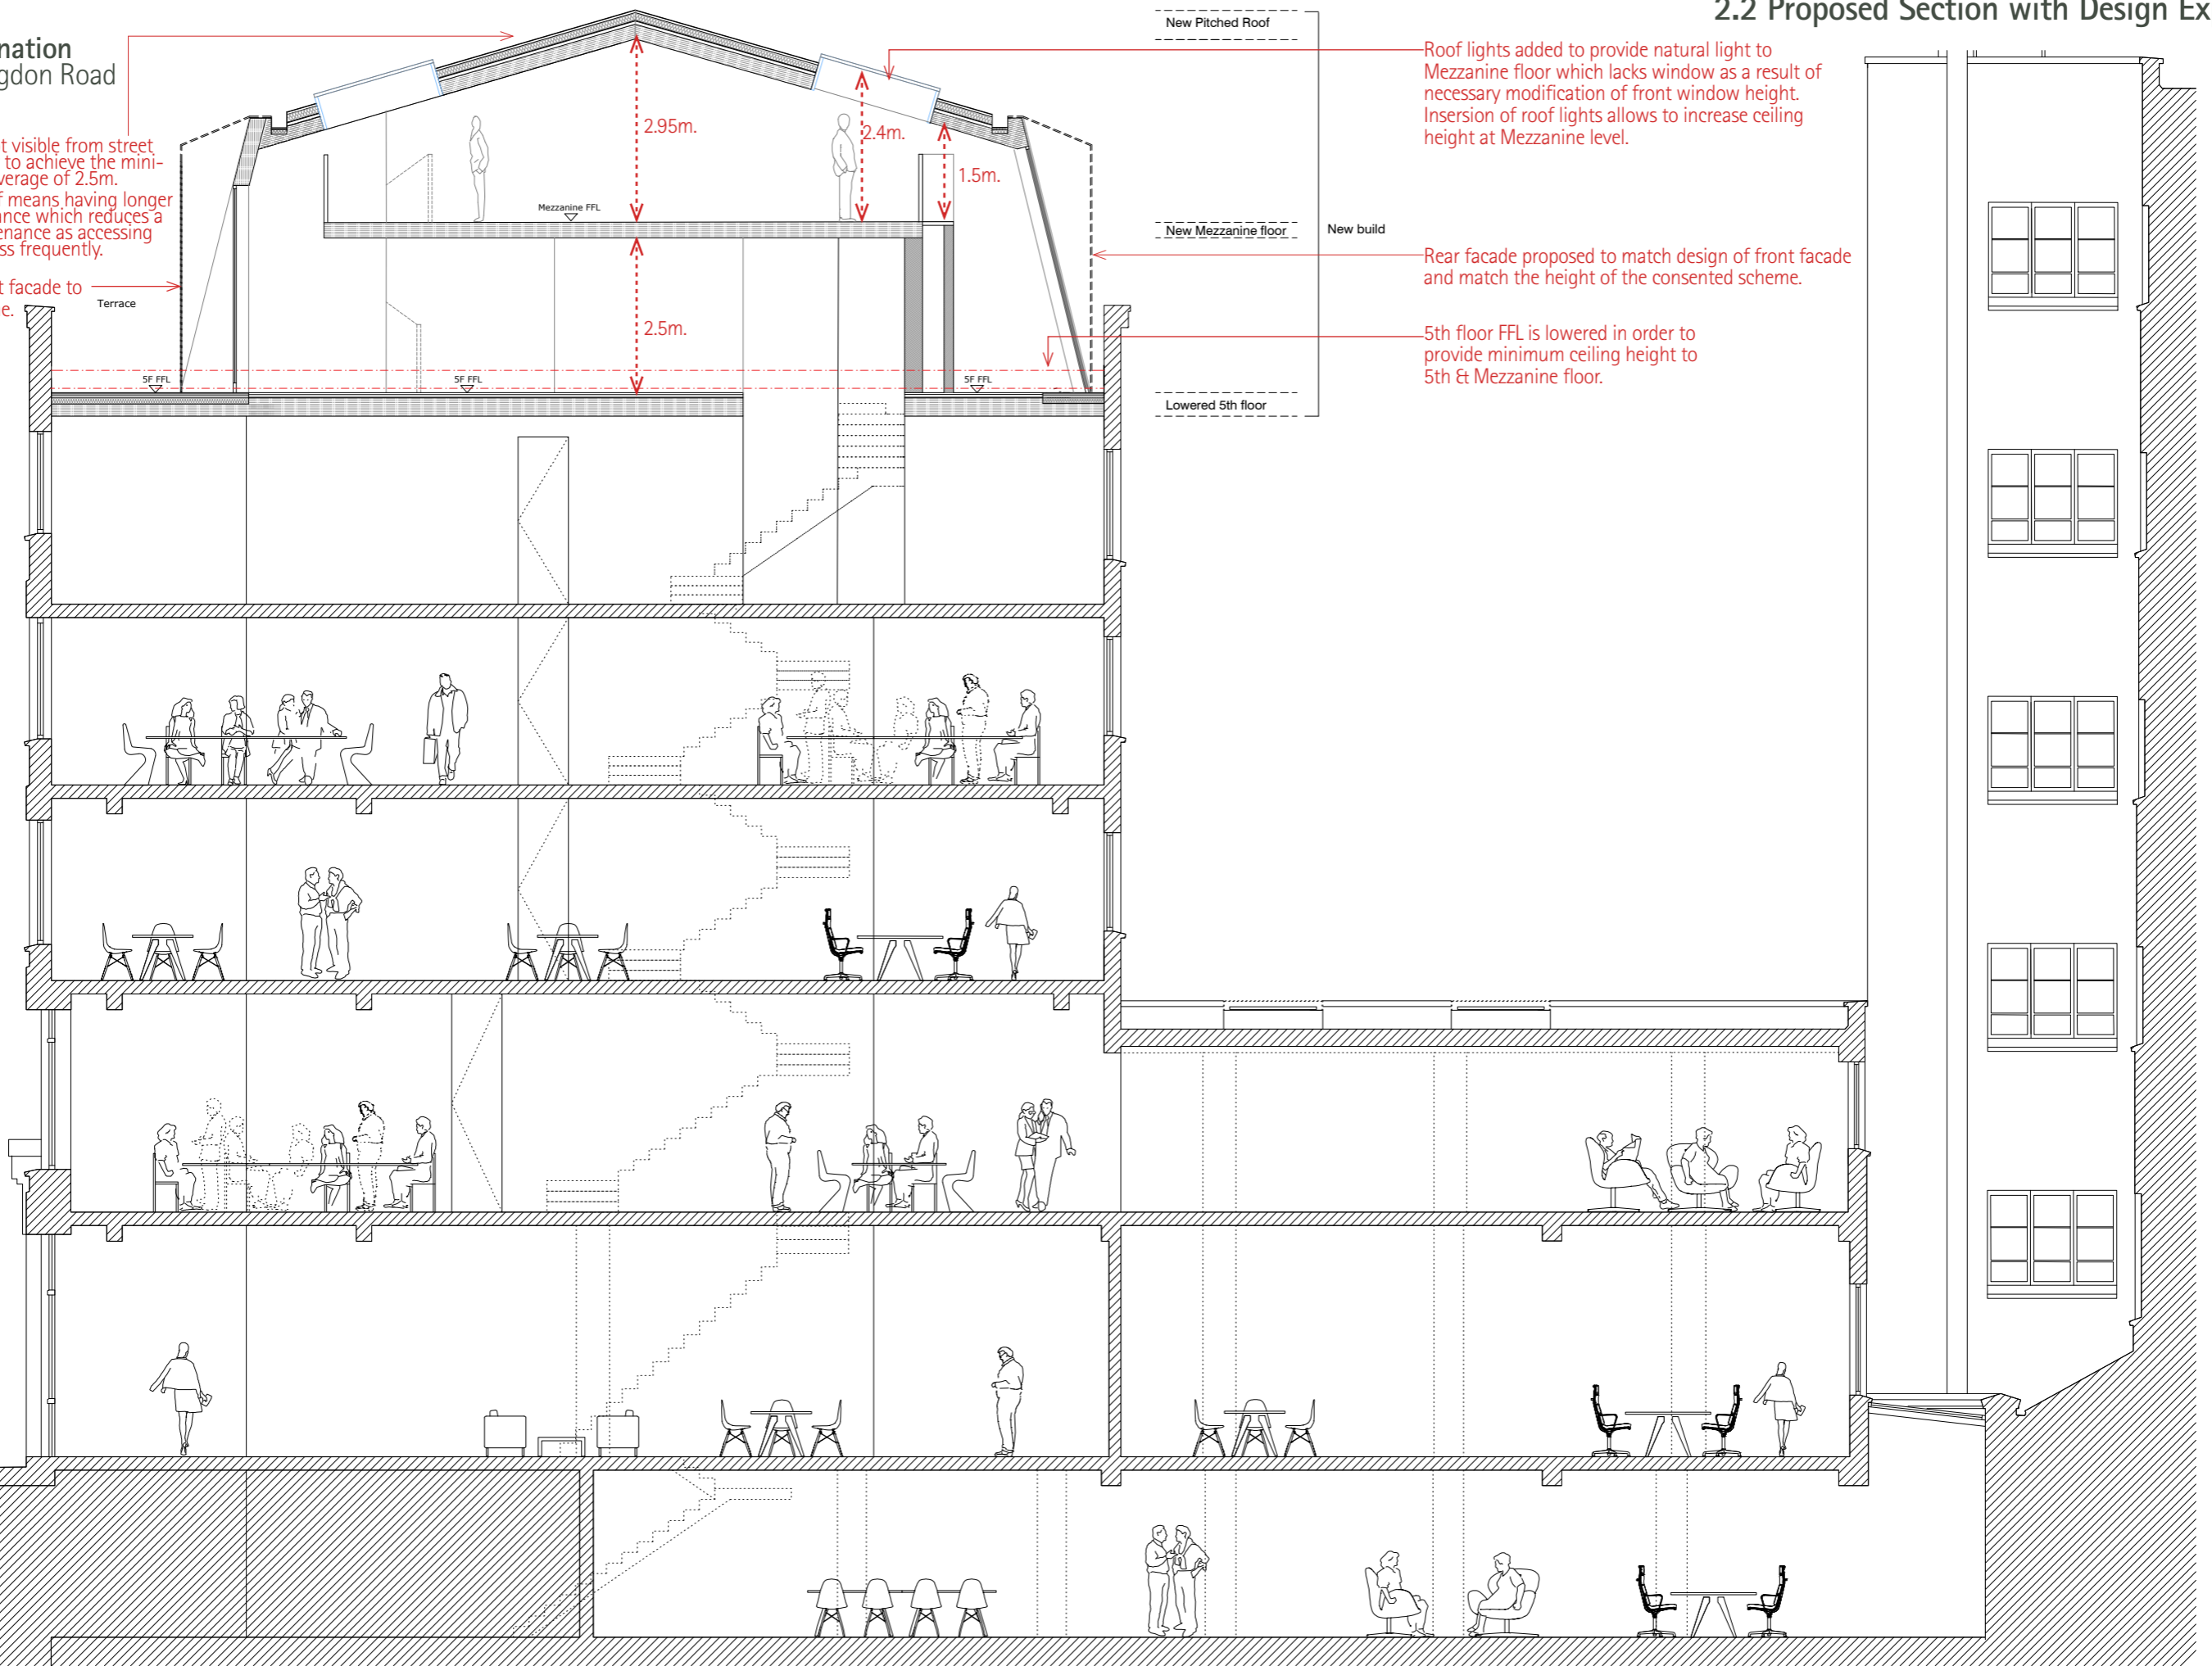 2.2 Proposed Section with Design Ex
nation
gdon Road
t visible from street
to achieve the mini-
verage of 2.5m.
f means having longer
ance which reduces a
enance as accessing
ss frequently.
t facade to
e.
Terrace
2.95m.
2.4m.
1.5m.
Mezzanine FFL
2.5m.
5F FFL
5F FFL
5F FFL
New Pitched Roof
New Mezzanine floor
New build
Lowered 5th floor
Roof lights added to provide natural light to
Mezzanine floor which lacks window as a result of
necessary modification of front window height.
Insersion of roof lights allows to increase ceiling
height at Mezzanine level.
Rear facade proposed to match design of front facade
and match the height of the consented scheme.
5th floor FFL is lowered in order to
provide minimum ceiling height to
5th & Mezzanine floor.